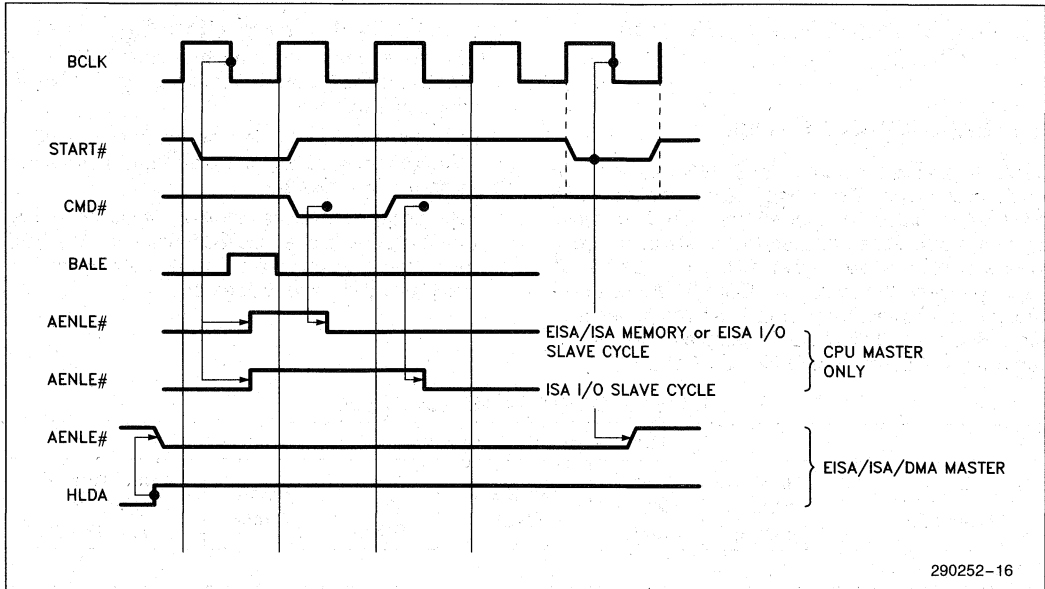 BCLK
START#
CMD#
BALE
AENLE#
EISA/ISA MEMORY or EISA I/O
SLAVE CYCLE
CPU MASTER
ONLY
AENLE#
ISA I/O SLAVE CYCLE
AENLE#
EISA/ISA/DMA MASTER
HLDA
290252-16